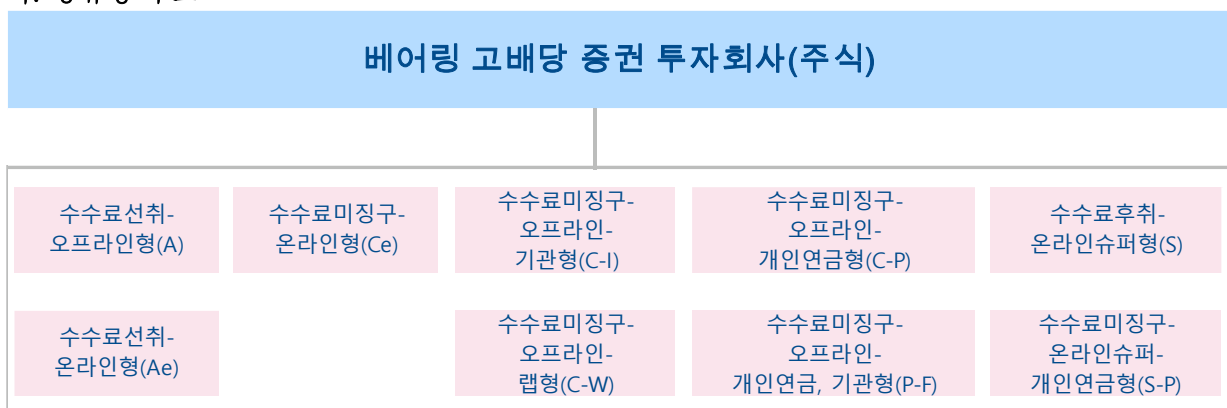 베어링 고배당 증권 투자회사(주식)
수수료선취-
오프라인형(A)
수수료미징구-
온라인형(Ce)
수수료미징구-
오프라인-
기관형(C-I)
수수료미징구-
오프라인-
개인연금형(C-P)
수수료후취-
온라인슈퍼형(S)
수수료선취-
온라인형(Ae)
수수료미징구-
오프라인-
랩형(C-W)
수수료미징구-
오프라인-
개인연금, 기관형(P-F)
수수료미징구-
온라인슈퍼-
개인연금형(S-P)